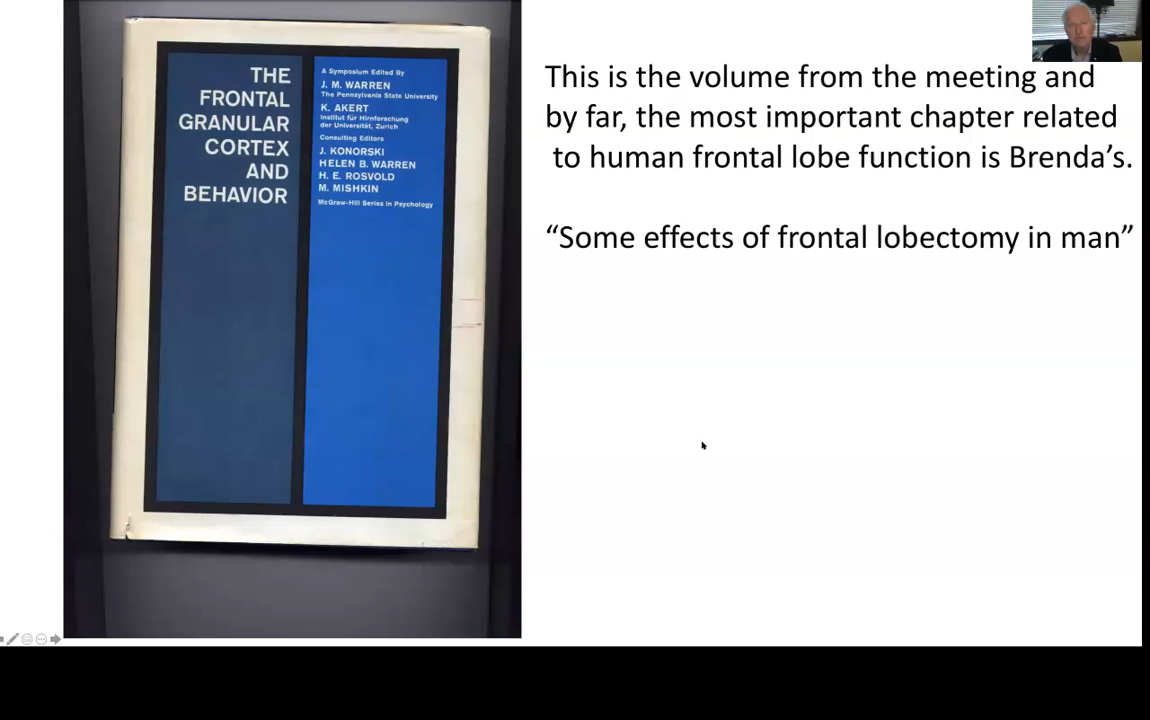 THE
FRONTAL
GRANULAR
CORTEX
AND
BEHAVIOR
A Symposium Edited By
J. M. WARREN
The Pennsylvania State University
K. AKERT
Institut für Hirnforschung
der Universität, Zurich
Consulting Editors
J. KONORSKI
HELEN B. WARREN
H. E. ROSVOLD
M. MISHKIN
McGraw-Hill Series in Psychology
This is the volume from the meeting and
by far, the most important chapter related
to human frontal lobe function is Brenda’s.
“Some effects of frontal lobectomy in man”